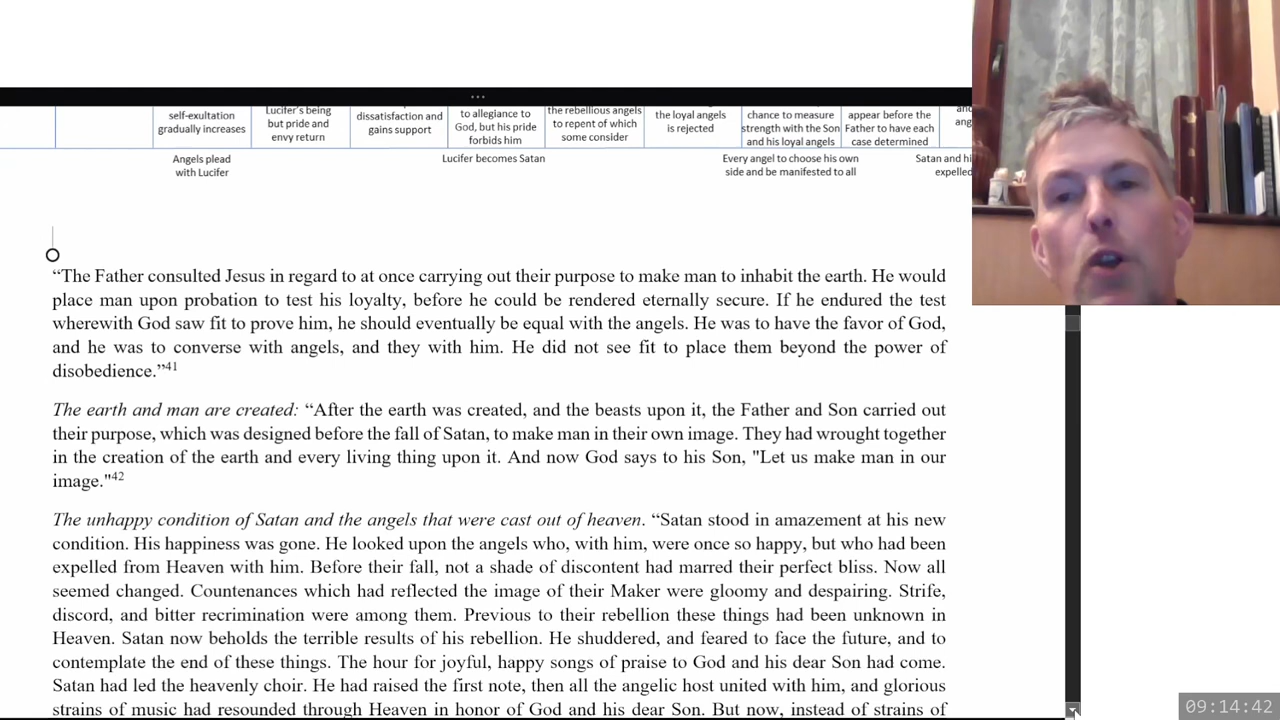 self-exultation
gradually increases
Lucifer's being
but pride and
envy return
dissatisfaction and
gains support
to allegiance to
God, but his pride
forbids him
the rebellious angels
to repent of which
some consider
the loyal angels
is rejected
chance to measure
strength with the Son
and his loyal angels
appear before the
Father to have each
case determined
ang
Angels plead
with Lucifer
Lucifer becomes Satan
Every angel to choose his own
side and be manifested to all
Satan and hi
expelled
“The Father consulted Jesus in regard to at once carrying out their purpose to make man to inhabit the earth. He would
place man upon probation to test his loyalty, before he could be rendered eternally secure. If he endured the test
wherewith God saw fit to prove him, he should eventually be equal with the angels. He was to have the favor of God,
and he was to converse with angels, and they with him. He did not see fit to place them beyond the power of
disobedience.”41
The earth and man are created: “After the earth was created, and the beasts upon it, the Father and Son carried out
their purpose, which was designed before the fall of Satan, to make man in their own image. They had wrought together
in the creation of the earth and every living thing upon it. And now God says to his Son, "Let us make man in our
image."42
The unhappy condition of Satan and the angels that were cast out of heaven. “Satan stood in amazement at his new
condition. His happiness was gone. He looked upon the angels who, with him, were once so happy, but who had been
expelled from Heaven with him. Before their fall, not a shade of discontent had marred their perfect bliss. Now all
seemed changed. Countenances which had reflected the image of their Maker were gloomy and despairing. Strife,
discord, and bitter recrimination were among them. Previous to their rebellion these things had been unknown in
Heaven. Satan now beholds the terrible results of his rebellion. He shuddered, and feared to face the future, and to
contemplate the end of these things. The hour for joyful, happy songs of praise to God and his dear Son had come.
Satan had led the heavenly choir. He had raised the first note, then all the angelic host united with him, and glorious
strains of music had resounded through Heaven in honor of God and his dear Son. But now, instead of strains of
09:14:42